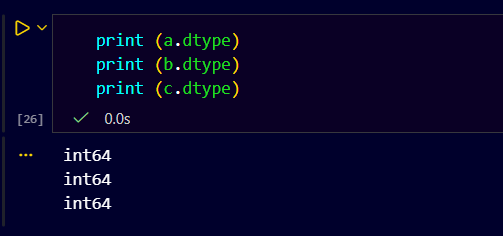 print (a.dtype)
print (b.dtype)
print (c.dtype)
[26]
0.0s
int64
int64
int64